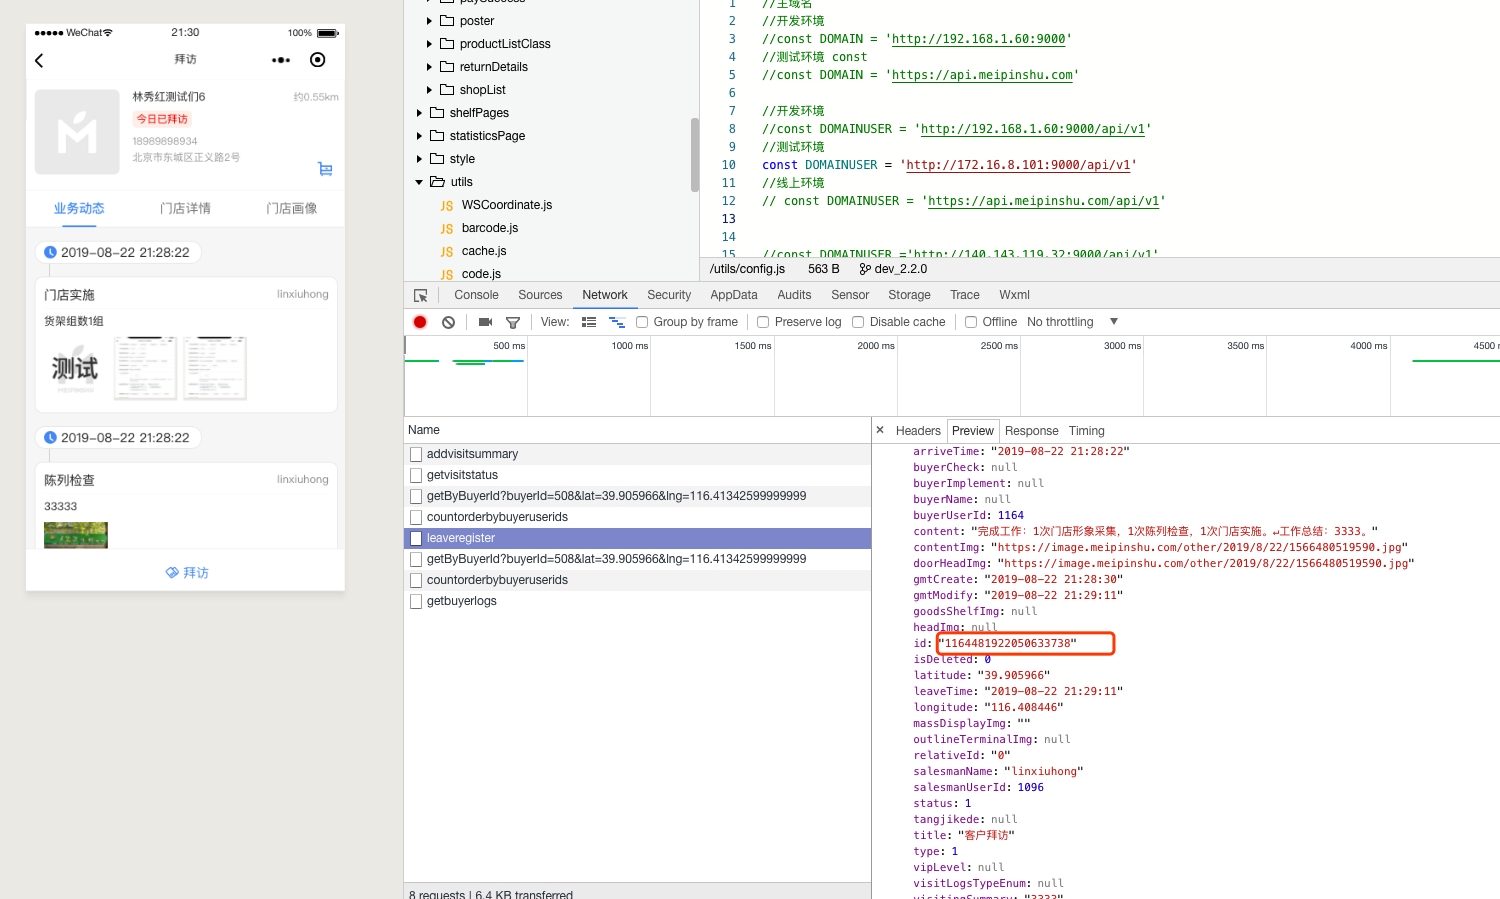 ●●●●● WeChat
21:30
100%
拜访
林秀红测试们6
约0.55km
今日已拜访
18989898934
北京市东城区正义路2号
业务动态
门店详情
门店画像
2019-08-22 21:28:22
门店实施
linxiuhong
货架组数1组
测试
2019-08-22 21:28:22
陈列检查
linxiuhong
33333
拜访
poster
productListClass
returnDetails
shopList
shelfPages
statisticsPage
style
utils
JS WSCoordinate.js
JS barcode.js
JS cache.js
JS code.js
1 //主域名
2 //开发环境
3 //const DOMAIN = 'http://192.168.1.60:9000'
4 //测试环境 const
5 //const DOMAIN = 'https://api.meipinshu.com'
6
7 //开发环境
8 //const DOMAINUSER = 'http://192.168.1.60:9000/api/v1'
9 //测试环境
10 const DOMAINUSER = 'http://172.16.8.101:9000/api/v1'
11 //线上环境
12 // const DOMAINUSER = 'https://api.meipinshu.com/api/v1'
13
14
15 //const DOMAINUSER ='http://140.143.119.32:9000/api/v1'
/utils/config.js 563 B dev_2.2.0
Console Sources Network Security AppData Audits Sensor Storage Trace Wxml
View: Group by frame Preserve log Disable cache Offline No throttling ▼
500 ms 1000 ms 1500 ms 2000 ms 2500 ms 3000 ms 3500 ms 4000 ms 4500
Name
addvisitsummary
getvisitstatus
getByBuyerId?buyerId=508&lat=39.905966&lng=116.41342599999999
countorderbybuyeruserids
leaveregister
getByBuyerId?buyerId=508&lat=39.905966&lng=116.41342599999999
countorderbybuyeruserids
getbuyerlogs
8 requests | 6.4 KB transferred
× Headers Preview Response Timing
arriveTime: "2019-08-22 21:28:22"
buyerCheck: null
buyerImplement: null
buyerName: null
buyerUserId: 1164
content: "完成工作：1次门店形象采集，1次陈列检查，1次门店实施。↵工作总结：3333。"
contentImg: "https://image.meipinshu.com/other/2019/8/22/1566480519590.jpg"
doorHeadImg: "https://image.meipinshu.com/other/2019/8/22/1566480519590.jpg"
gmtCreate: "2019-08-22 21:28:30"
gmtModify: "2019-08-22 21:29:11"
goodsShelfImg: null
headImg: null
id: "1164481922050633738"
isDeleted: 0
latitude: "39.905966"
leaveTime: "2019-08-22 21:29:11"
longitude: "116.408446"
massDisplayImg: ""
outlineTerminalImg: null
relativeId: "0"
salesmanName: "linxiuhong"
salesmanUserId: 1096
status: 1
tangjikede: null
title: "客户拜访"
type: 1
vipLevel: null
visitLogsTypeEnum: null
visitingSummary: "3333"